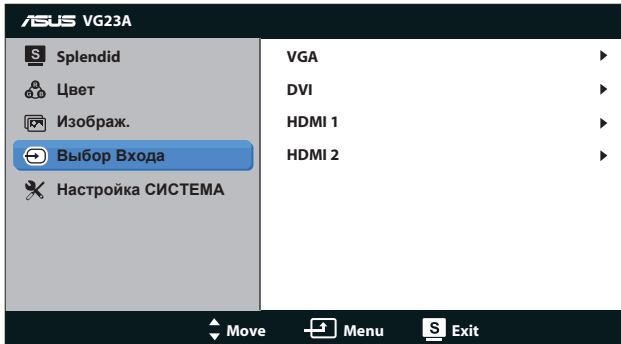 ASUS VG23A
S Splendid
Цвет
Изображ.
Выбор Входа
Настройка СИСТЕМА
VGA
DVI
HDMI 1
HDMI 2
Move Menu S Exit